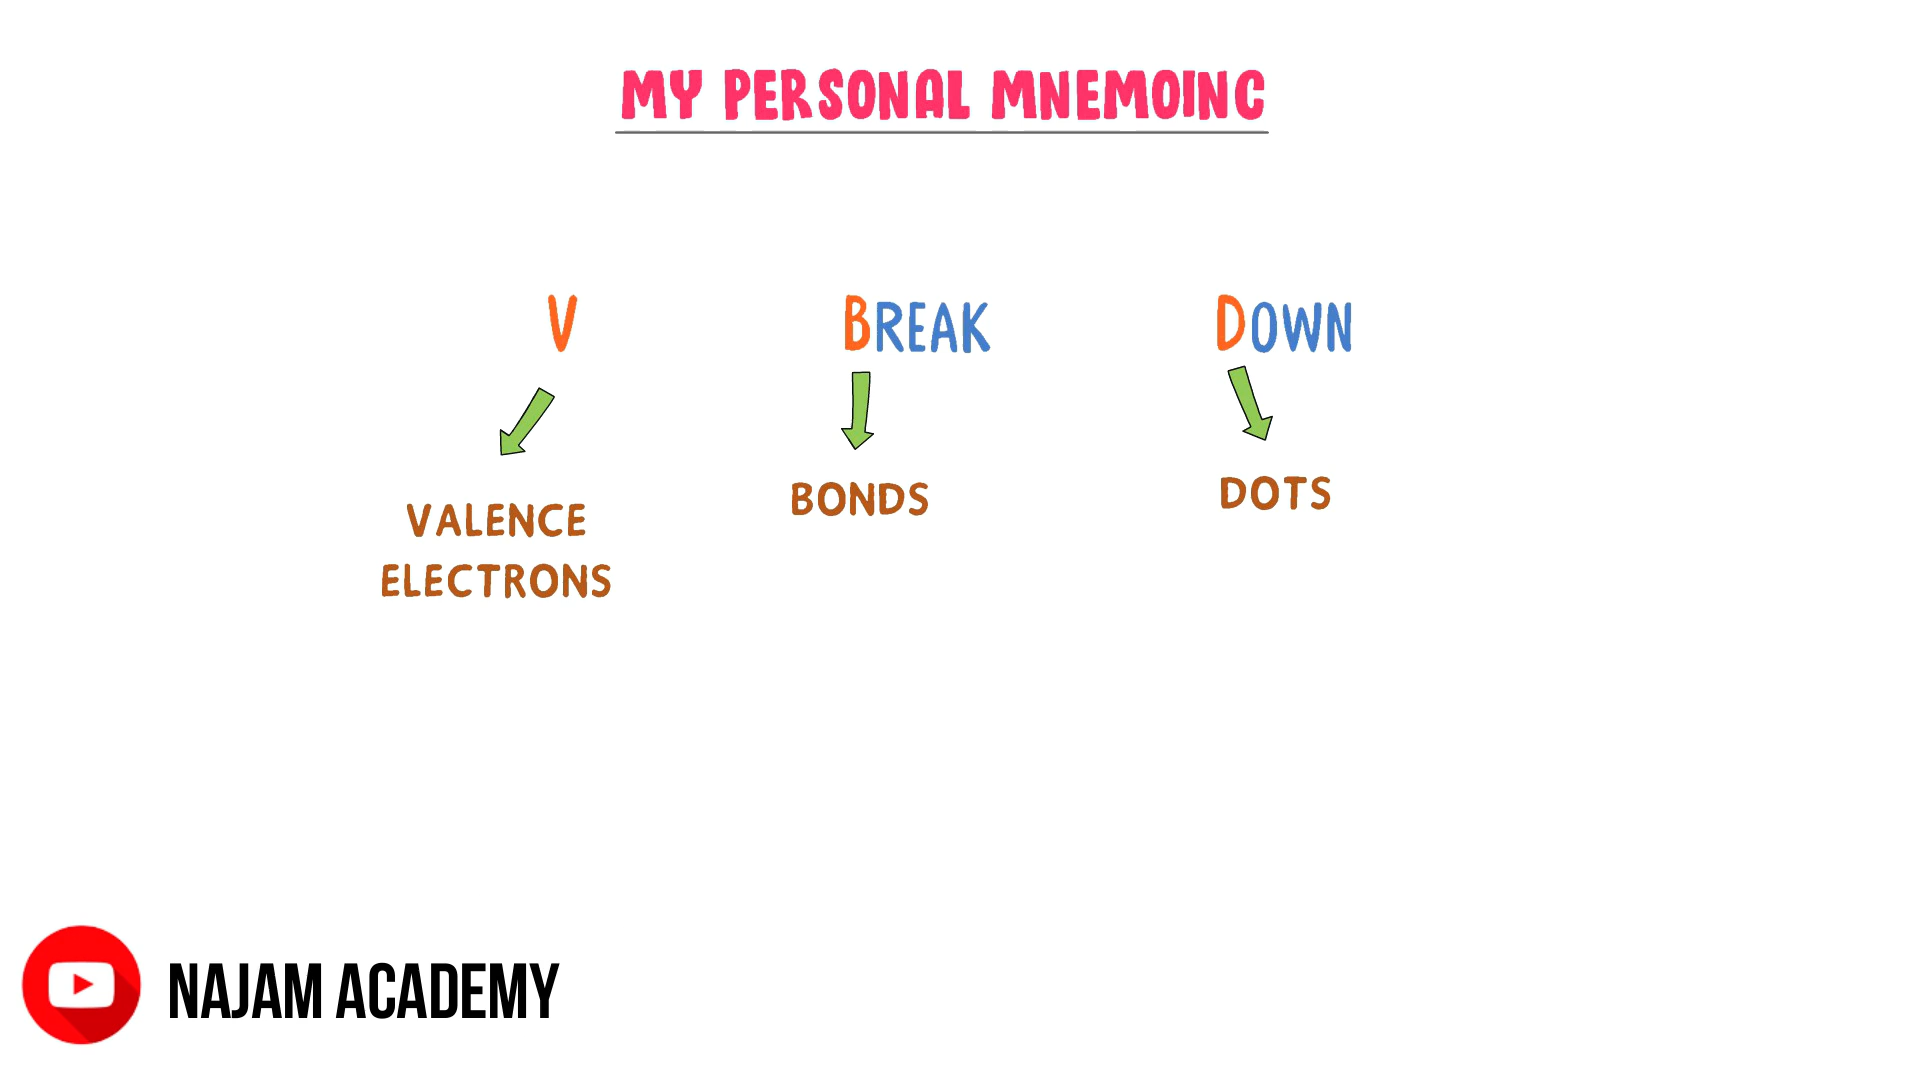 MY PERSONAL MNEMOINC
V BREAK DOWN
VALENCE
ELECTRONS
BONDS
DOTS
NAJAM ACADEMY